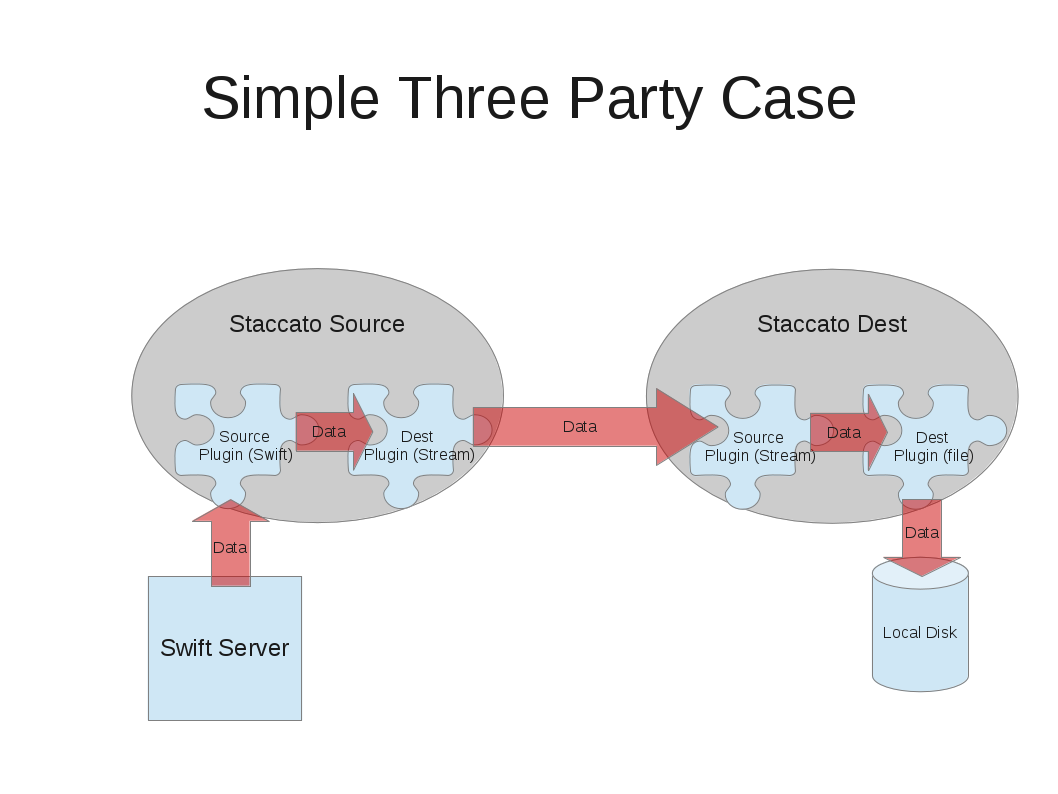 Simple Three Party Case
Staccato Source
Staccato Dest
Source
Plugin (Swift)
Data
Dest
Plugin (Stream)
Data
Source
Plugin (Stream)
Data
Dest
Plugin (file)
Data
Data
Swift Server
Local Disk